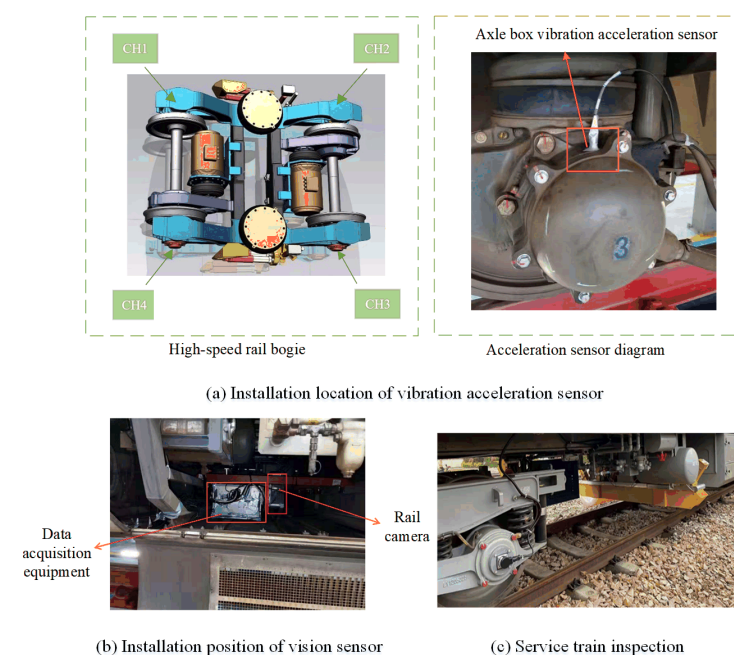 CH1
CH2
CH4
CH3
High-speed rail bogie
Axle box vibration acceleration sensor
3
Acceleration sensor diagram
(a) Installation location of vibration acceleration sensor
Data
acquisition
equipment
Rail
camera
(b) Installation position of vision sensor
(c) Service train inspection